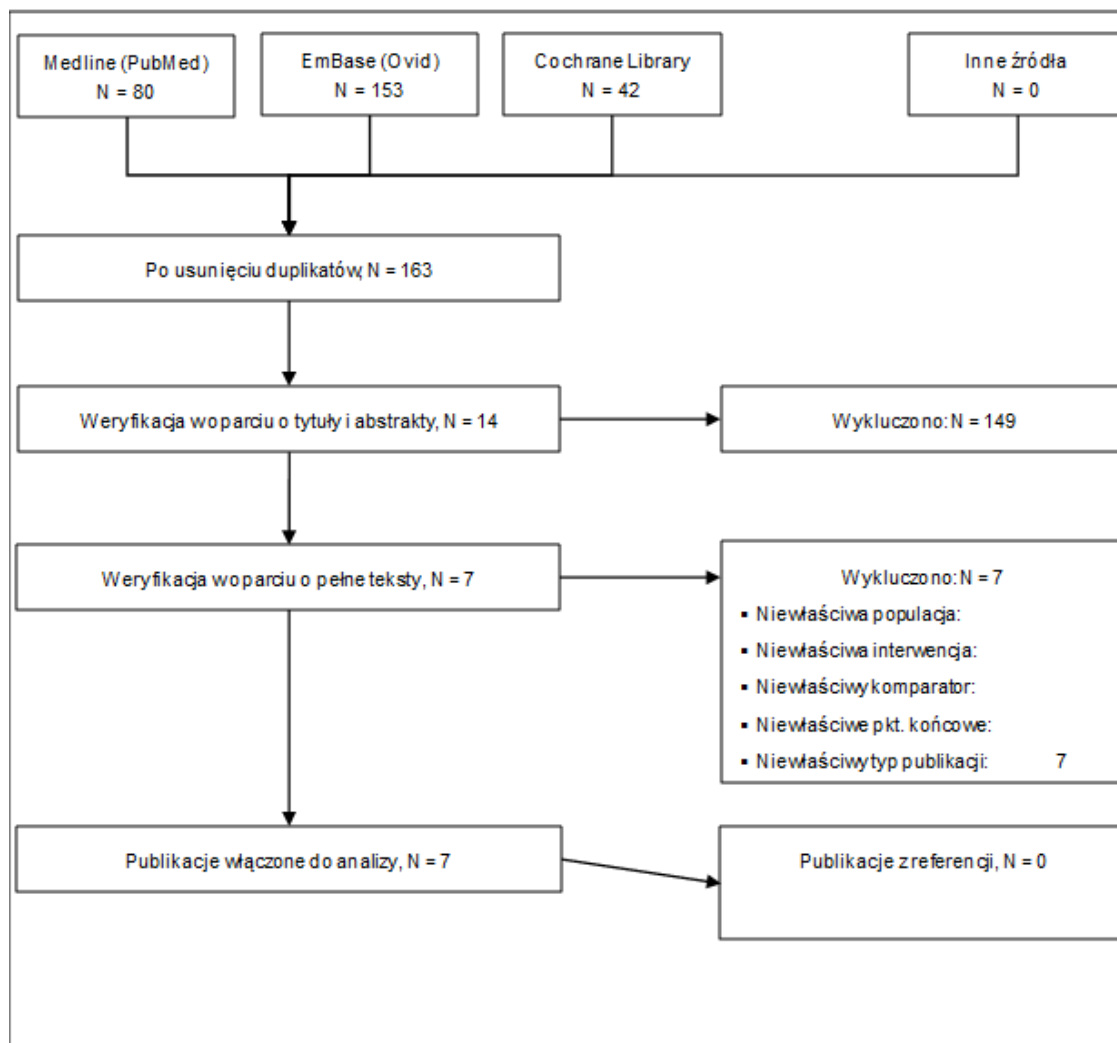 Medline (PubMed)
N = 80
EmBase (Ovid)
N = 153
Cochrane Library
N = 42
Inne źródła
N = 0
Po usunięciu duplikatów, N = 163
Weryfikacja w oparciu o tytuły i abstrakty, N = 14
Wykluczono: N = 149
Weryfikacja w oparciu o pełne teksty, N = 7
Wykluczono: N = 7
▪ Niewłaściwa populacja:
▪ Niewłaściwa interwencja:
▪ Niewłaściwy komparator:
▪ Niewłaściwe pkt. końcowe:
▪ Niewłaściwy typ publikacji: 7
Publikacje włączone do analizy, N = 7
Publikacje z referencji, N = 0